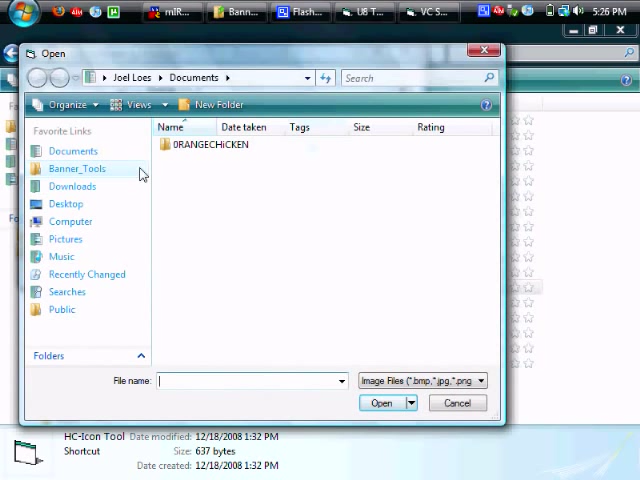 mIR...
Bann...
Flash...
U8 T...
VC S...
5:26 PM
Open
Joel Loes
Documents
Search
Organize
Views
New Folder
Favorite Links
Name
Date taken
Tags
Size
Rating
Documents
0RANGECHiCKEN
Banner_Tools
Downloads
Desktop
Computer
Pictures
Music
Recently Changed
Searches
Public
Folders
File name:
Image Files (*.bmp,*.jpg,*.png
Open
Cancel
HC-Icon Tool Date modified: 12/18/2008 1:32 PM
Shortcut Size: 637 bytes
Date created: 12/18/2008 1:32 PM